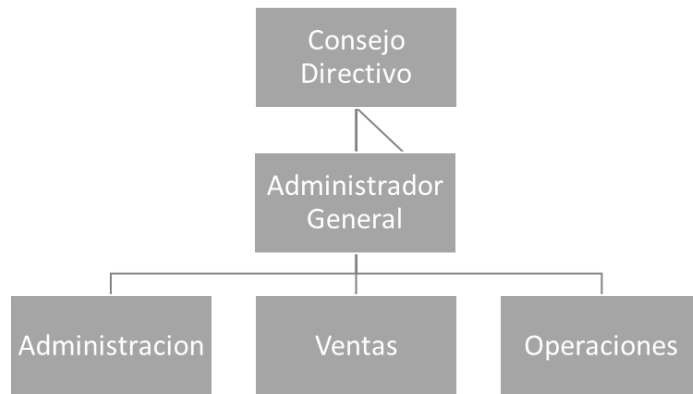 Consejo
Directivo
Administrador
General
Administracion
Ventas
Operaciones